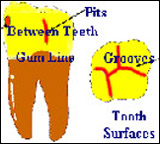 Pits
Between Teeth
Gum Line
Grooves
Tooth
Surfaces